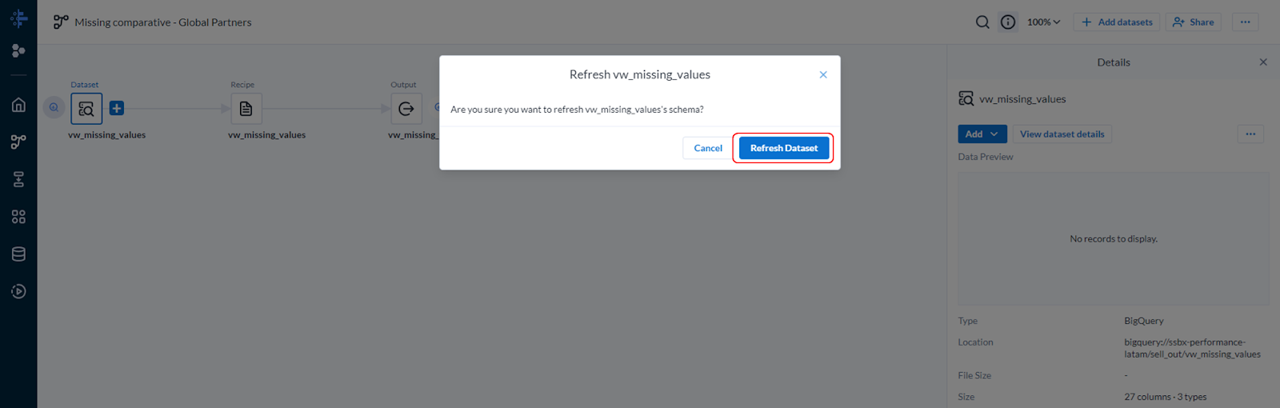 Missing comparative - Global Partners
100%
Add datasets
Share
Dataset
vw_missing_values
Recipe
vw_missing_values
Output
vw_missing_
Refresh vw_missing_values
Are you sure you want to refresh vw_missing_values's schema?
Cancel
Refresh Dataset
Details
vw_missing_values
Add
View dataset details
Data Preview
No records to display.
Type
BigQuery
Location
bigquery://ssbx-performance-
latam/sell_out/vw_missing_values
File Size
-
Size
27 columns - 3 types